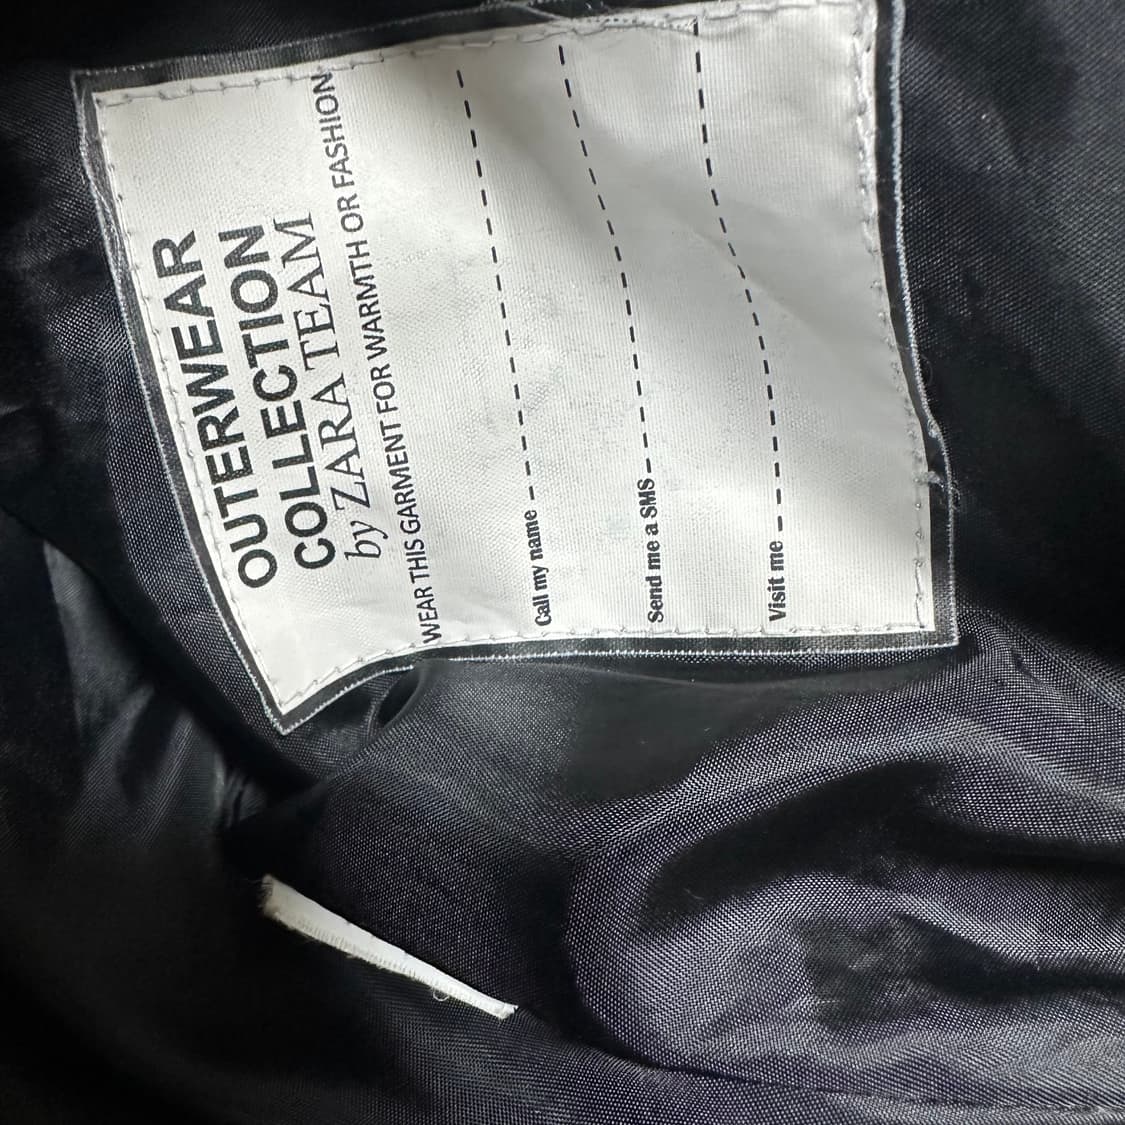 OUTERWEAR
COLLECTION
by ZARA TEAM
WEAR THIS GARMENT FOR WARMTH OR FASHION
Call my name
Send me a SMS
Visit me